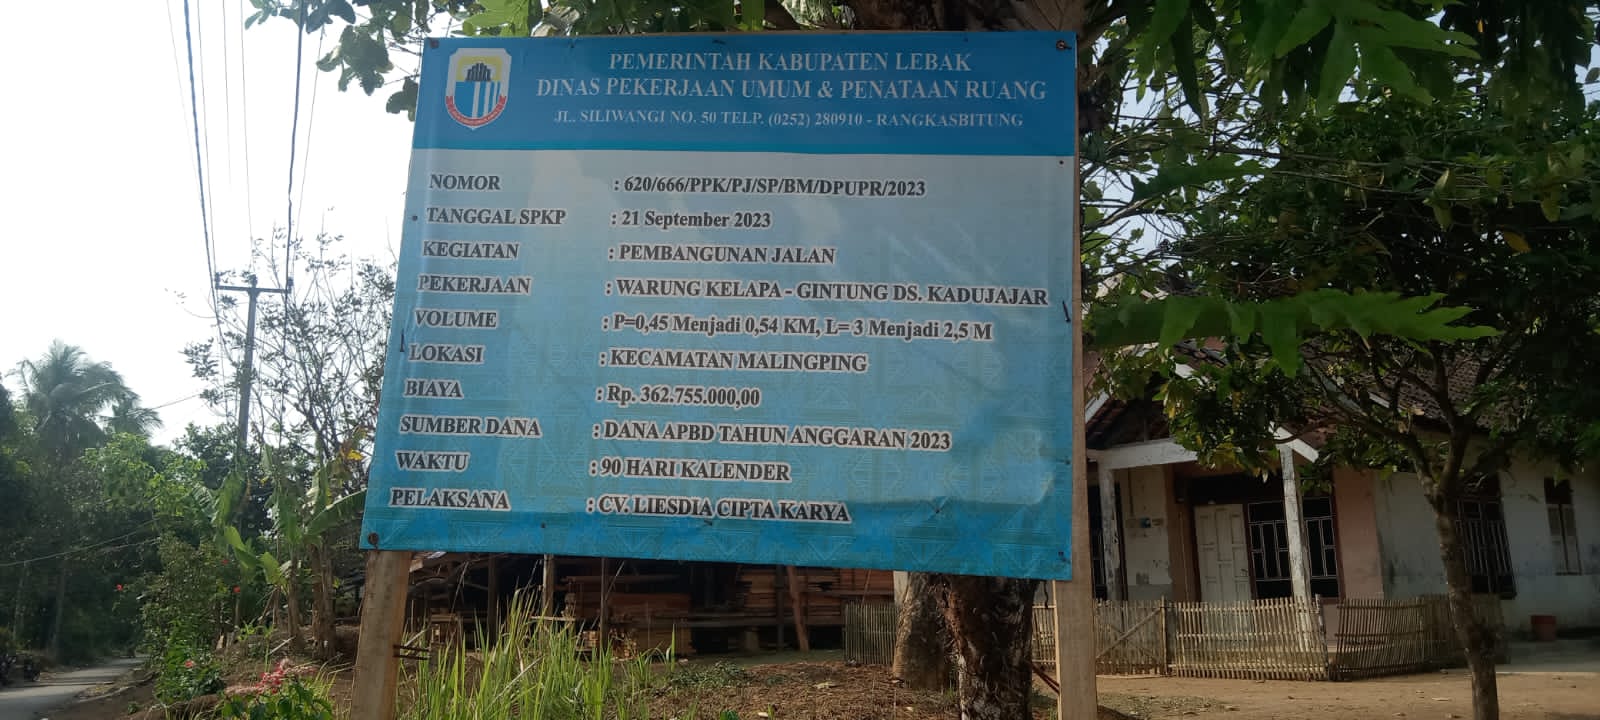 PEMERINTAH KABUPATEN LEBAK
DINAS PEKERJAAN UMUM & PENATAAN RUANG
JL. SILIWANGI NO. 50 TELP. (0252) 280910 - RANGKASBITUNG
NOMOR : 620/666/PPK/PJ/SP/BM/DPUPR/2023
TANGGAL SPKP : 21 September 2023
KEGIATAN : PEMBANGUNAN JALAN
PEKERJAAN : WARUNG KELAPA - GINTUNG DS. KADUJAJAR
VOLUME : P=0,45 Menjadi 0,54 KM, L= 3 Menjadi 2,5 M
LOKASI : KECAMATAN MALINGPING
BIAYA : Rp. 362.755.000,00
SUMBER DANA : DANA APBD TAHUN ANGGARAN 2023
WAKTU : 90 HARI KALENDER
PELAKSANA : CV. LIESDIA CIPTA KARYA